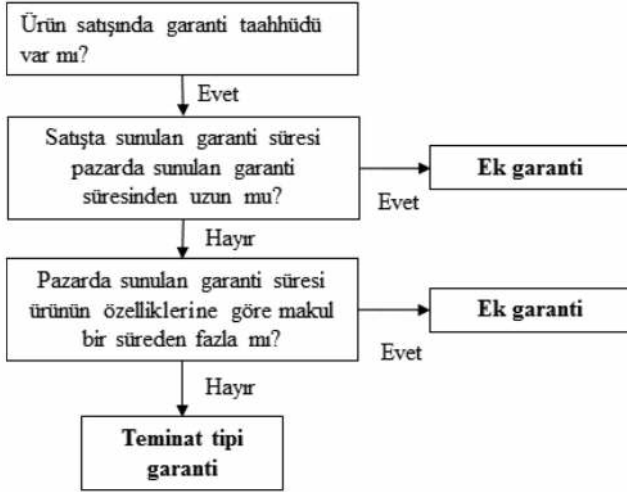 Ürün satışında garanti taahhüdü
var mı?
Evet
Satışta sunulan garanti süresi
pazarda sunulan garanti
süresinden uzun mu?
Ek garanti
Evet
Hayır
Pazarda sunulan garanti süresi
ürünün özelliklerine göre makul
bir süreden fazla mı?
Ek garanti
Evet
Hayır
Teminat tipi
garanti